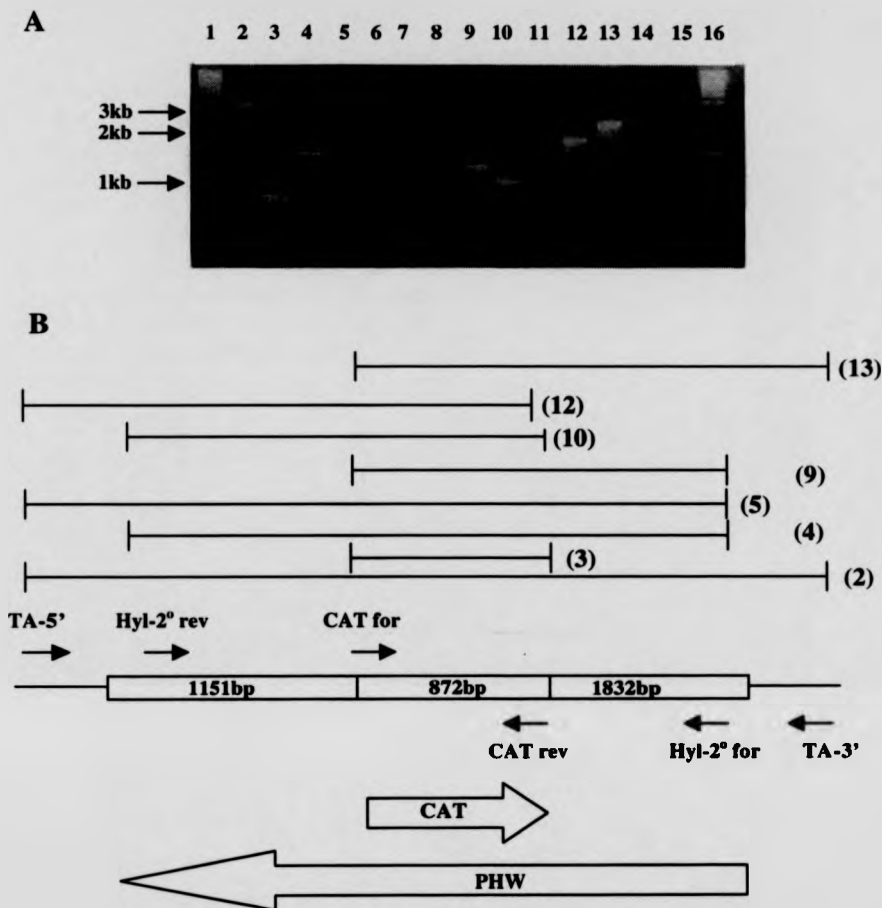 A
1 2 3 4 5 6 7 8 9 10 11 12 13 14 15 16
3kb
2kb
1kb
B
(13)
(12)
(10)
(9)
(5)
(4)
(3)
(2)
TA-5' Hyl-2º rev CAT for
1151bp 872bp 1832bp
CAT rev Hyl-2º for TA-3'
CAT
PHW